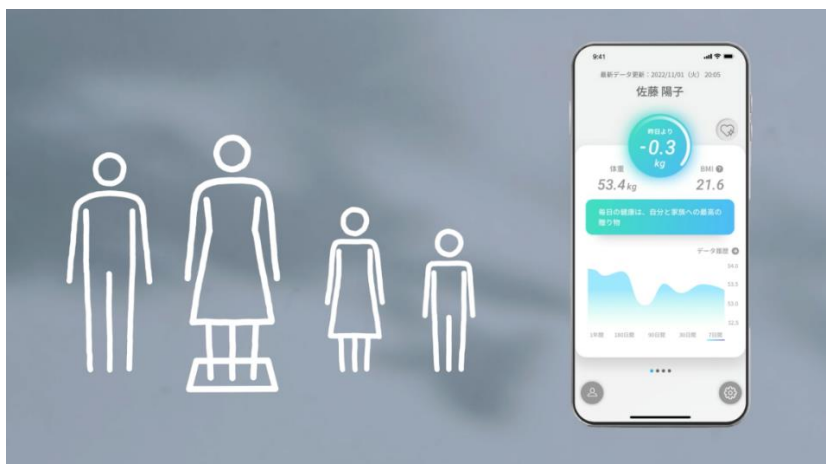 9:41
最新データ更新：2022/11/01（火） 20:05
佐藤 陽子
昨日より
-0.3
kg
体重
BMI ?
53.4 kg
21.6
毎日の健康は、自分と家族への最高の
贈り物
データ履歴
54.0
53.5
53.0
52.5
1年間 180日間 90日間 30日間 7日間